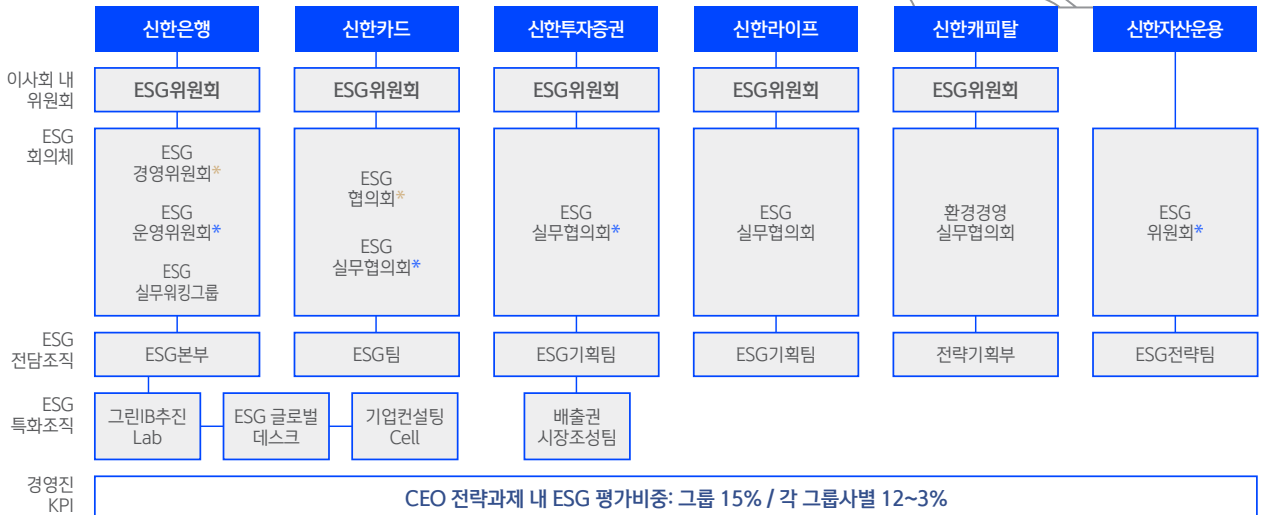 신한은행
신한카드
신한투자증권
신한라이프
신한캐피탈
신한자산운용
이사회 내
위원회
ESG위원회
ESG위원회
ESG위원회
ESG위원회
ESG위원회
ESG
회의체
ESG
경영위원회*
ESG
운영위원회*
ESG
실무워킹그룹
ESG
협의회*
ESG
실무협의회*
ESG
실무협의회*
ESG
실무협의회
환경경영
실무협의회
ESG
위원회*
ESG
전담조직
ESG본부
ESG팀
ESG기획팀
ESG기획팀
전략기획부
ESG전략팀
ESG
특화조직
그린IB추진
Lab
ESG 글로벌
데스크
기업컨설팅
Cell
배출권
시장조성팀
경영진
KPI
CEO 전략과제 내 ESG 평가비중: 그룹 15% / 각 그룹사별 12~3%